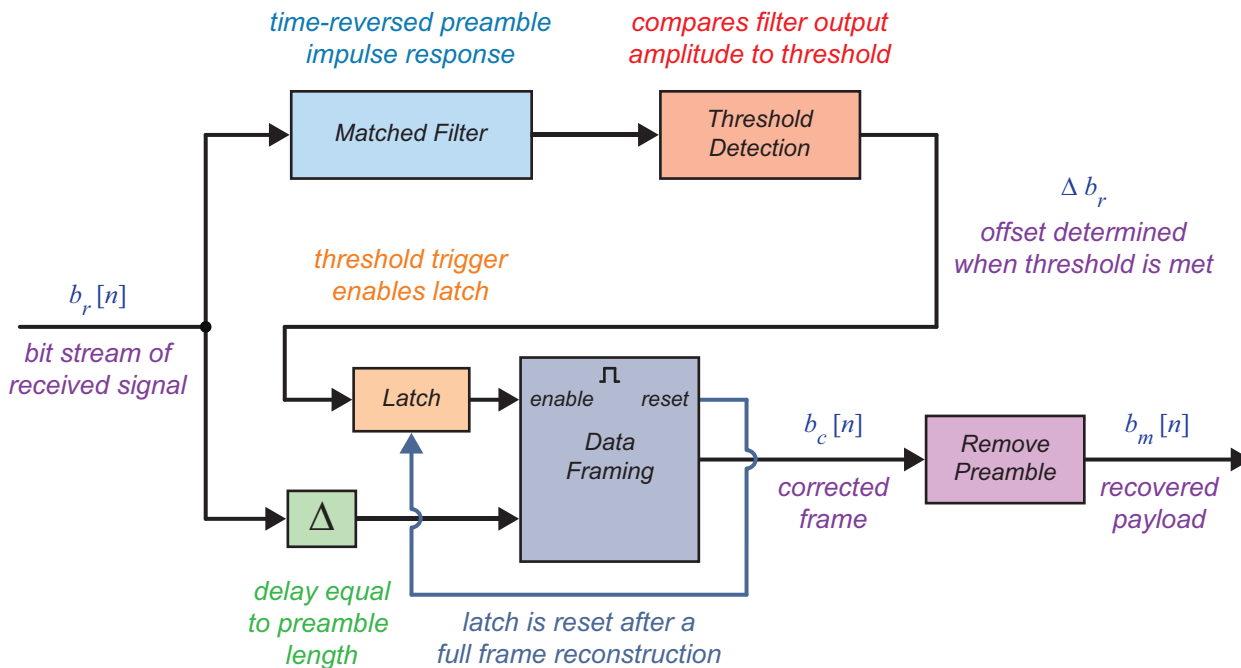 time-reversed preamble
impulse response
compares filter output
amplitude to threshold
Matched Filter
Threshold
Detection
Δ b_r
offset determined
when threshold is met
threshold trigger
enables latch
b_r [n]
bit stream of
received signal
Latch
enable
reset
Data
Framing
b_c [n]
corrected
frame
Remove
Preamble
b_m [n]
recovered
payload
Δ
delay equal
to preamble
length
latch is reset after a
full frame reconstruction